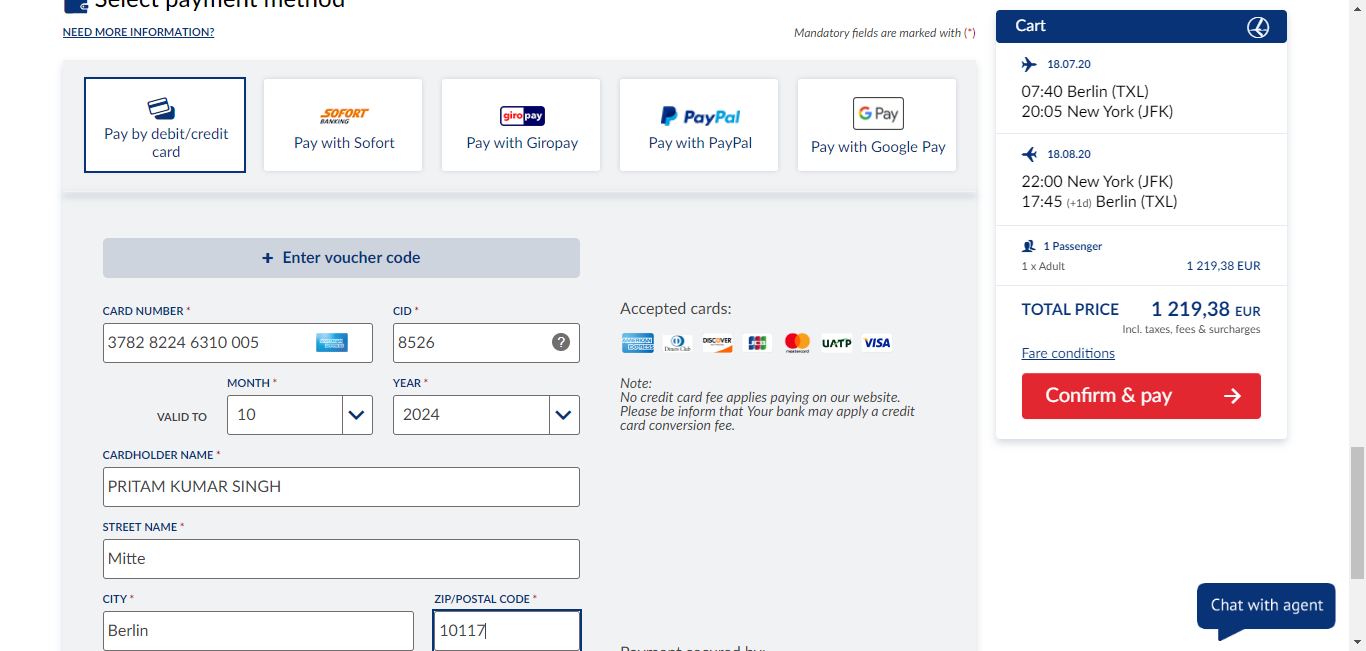 Select payment method
NEED MORE INFORMATION?
Mandatory fields are marked with (*)
Pay by debit/credit
card
SOFORT
BANKING
Pay with Sofort
giropay
Pay with Giropay
PayPal
Pay with PayPal
G Pay
Pay with Google Pay
+ Enter voucher code
CARD NUMBER *
3782 8224 6310 005
AMERICAN EXPRESS
CID *
8526
?
MONTH *
VALID TO
10
YEAR *
2024
CARDHOLDER NAME *
PRITAM KUMAR SINGH
STREET NAME *
Mitte
CITY *
Berlin
ZIP/POSTAL CODE *
10117
Accepted cards:
AMERICAN EXPRESS
Diners Club
DISCOVER
JCB
mastercard
UATP
VISA
Note:
No credit card fee applies paying on our website.
Please be inform that Your bank may apply a credit
card conversion fee.
Payment secured by:
Cart
18.07.20
07:40 Berlin (TXL)
20:05 New York (JFK)
18.08.20
22:00 New York (JFK)
17:45 (+1d) Berlin (TXL)
1 Passenger
1 x Adult 1 219,38 EUR
TOTAL PRICE 1 219,38 EUR
Incl. taxes, fees & surcharges
Fare conditions
Confirm & pay
Chat with agent